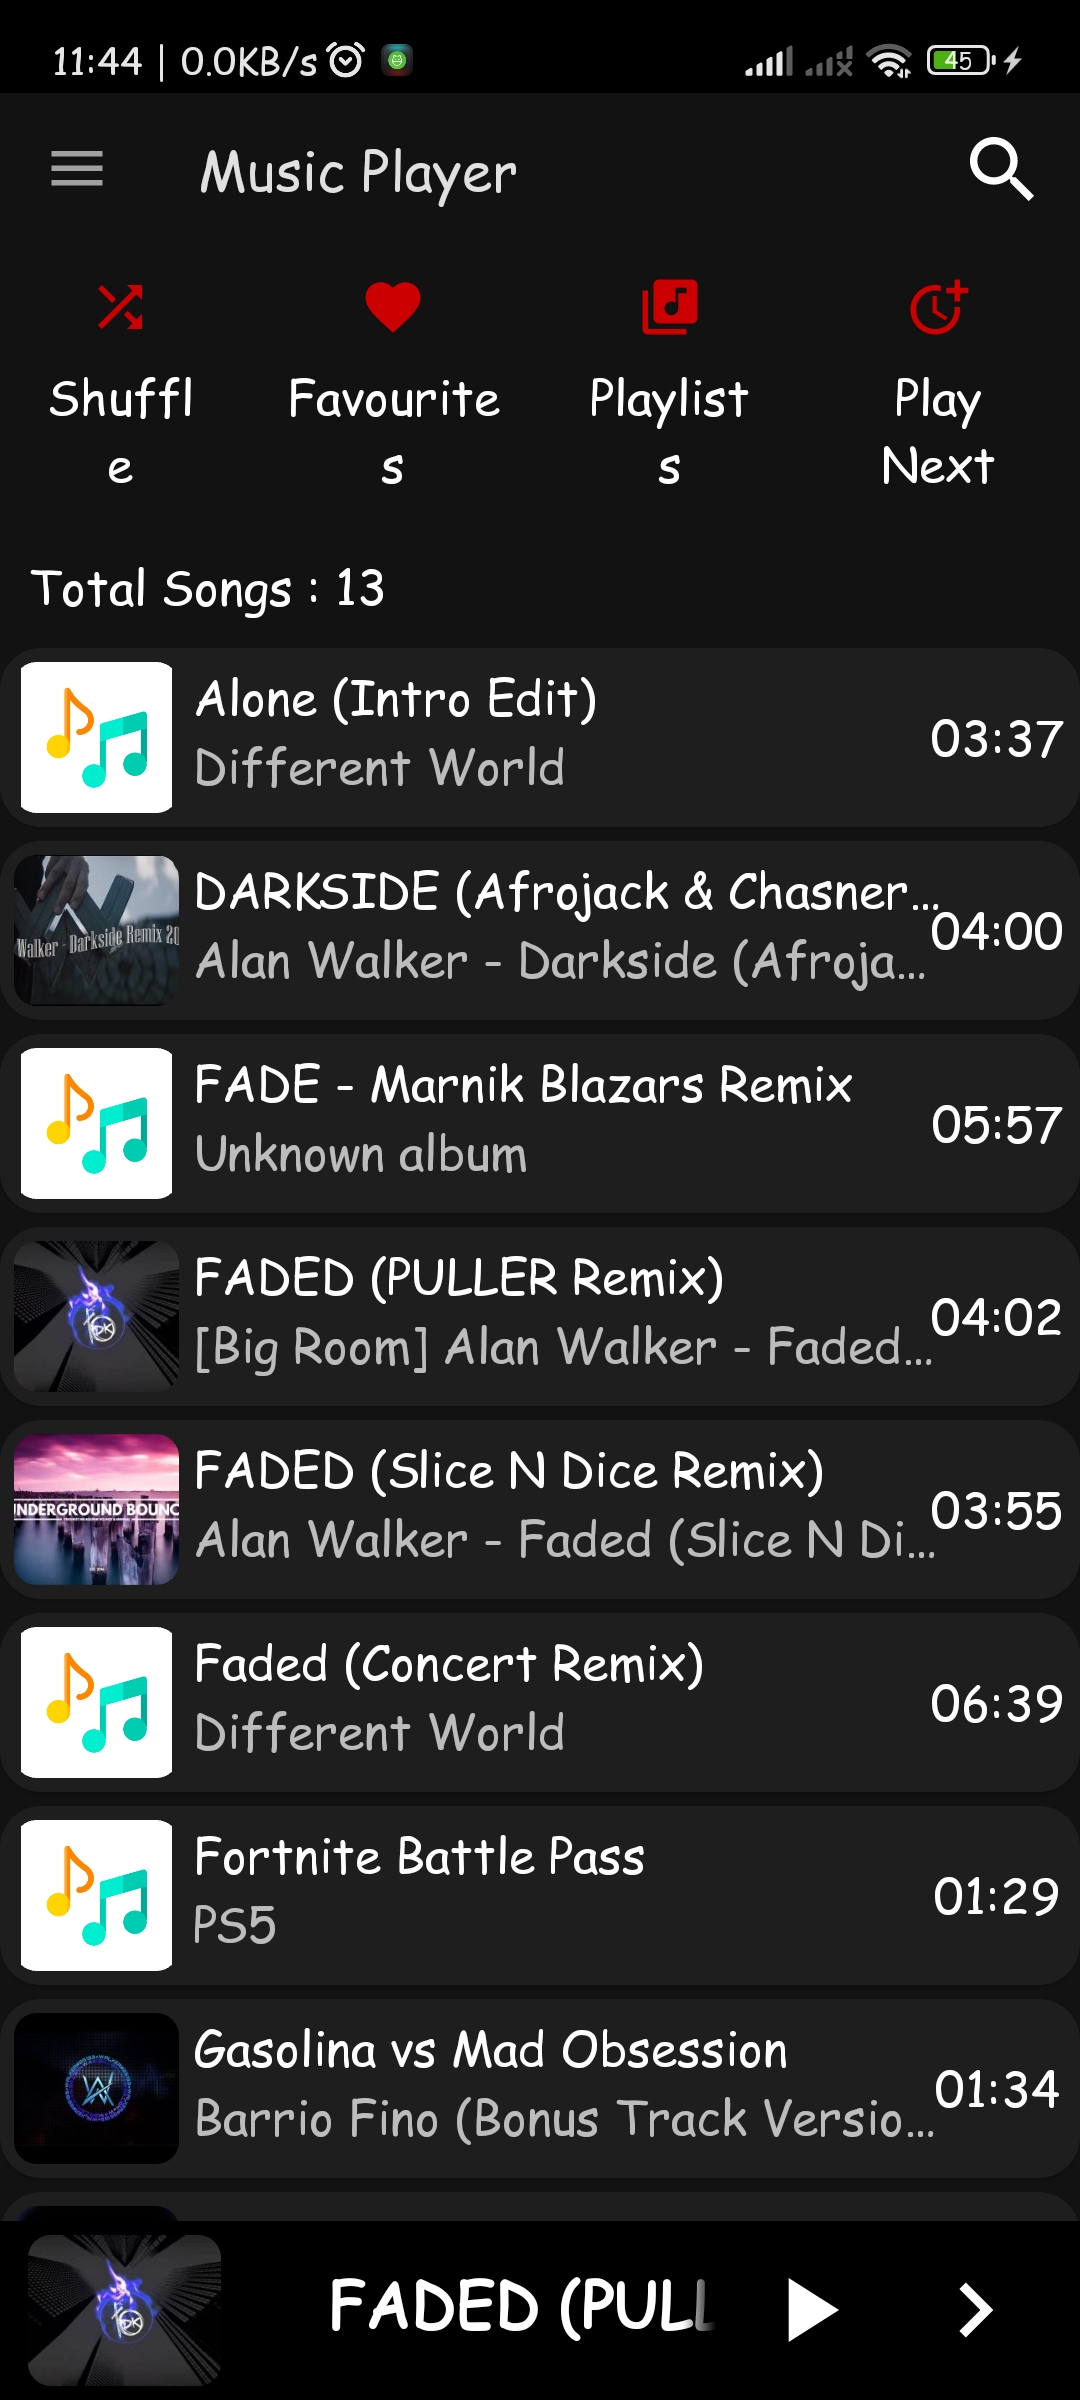 11:44 | 0.0KB/s
45
Music Player
Shuffl
e
Favourite
s
Playlist
s
Play
Next
Total Songs : 13
Alone (Intro Edit)
Different World
03:37
Walker - Darkside Remix 20
DARKSIDE (Afrojack & Chasner...
Alan Walker - Darkside (Afroja...
04:00
FADE - Marnik Blazars Remix
Unknown album
05:57
FADED (PULLER Remix)
[Big Room] Alan Walker - Faded...
04:02
NDERGROUND BOUNC
FADED (Slice N Dice Remix)
Alan Walker - Faded (Slice N Di...
03:55
Faded (Concert Remix)
Different World
06:39
Fortnite Battle Pass
PS5
01:29
Gasolina vs Mad Obsession
Barrio Fino (Bonus Track Versio...
01:34
FADED (PULL